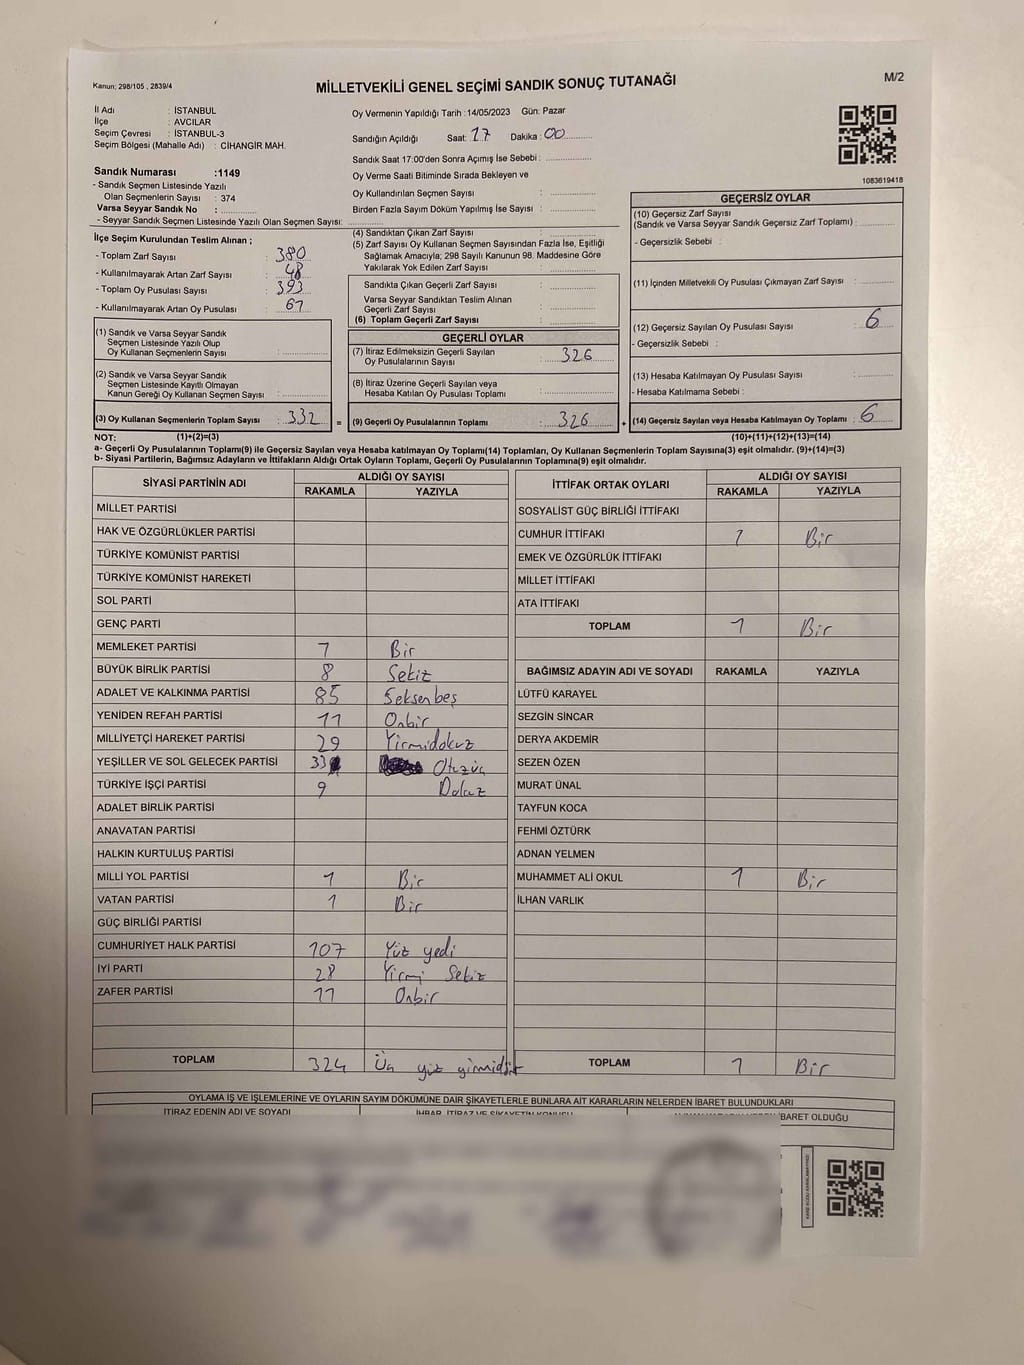 Kanun; 298/105 , 2839/4
MİLLETVEKİLİ GENEL SEÇİMİ SANDIK SONUÇ TUTANAĞI
M/2
İl Adı : İSTANBUL
İlçe : AVCILAR
Seçim Çevresi : İSTANBUL-3
Seçim Bölgesi (Mahalle Adı) : CİHANGİR MAH.
Oy Vermenin Yapıldığı Tarih : 14/05/2023 Gün: Pazar
Sandığın Açıldığı Saat: 17 Dakika : 00
Sandık Saat 17:00'den Sonra Açımış İse Sebebi :
Oy Verme Saati Bitiminde Sırada Bekleyen ve
Oy Kullandırılan Seçmen Sayısı :
Birden Fazla Sayım Döküm Yapılmış İse Sayısı :
1083619418
Sandık Numarası :1149
- Sandık Seçmen Listesinde Yazılı
Olan Seçmenlerin Sayısı : 374
Varsa Seyyar Sandık No :
- Seyyar Sandık Seçmen Listesinde Yazılı Olan Seçmen Sayısı:
İlçe Seçim Kurulundan Teslim Alınan ;
- Toplam Zarf Sayısı : 380
- Kullanılmayarak Artan Zarf Sayısı : 48
- Toplam Oy Pusulası Sayısı : 393
- Kullanılmayarak Artan Oy Pusulası : 61
(1) Sandık ve Varsa Seyyar Sandık
Seçmen Listesinde Yazılı Olup
Oy Kullanan Seçmenlerin Sayısı :
(2) Sandık ve Varsa Seyyar Sandık
Seçmen Listesinde Kayıtlı Olmayan
Kanun Gereği Oy Kullanan Seçmen Sayısı :
(3) Oy Kullanan Seçmenlerin Toplam Sayısı : 332 =
(4) Sandıktan Çıkan Zarf Sayısı :
(5) Zarf Sayısı Oy Kullanan Seçmen Sayısından Fazla İse, Eşitliği
Sağlamak Amacıyla; 298 Sayılı Kanunun 98. Maddesine Göre
Yakılarak Yok Edilen Zarf Sayısı :
Sandıkta Çıkan Geçerli Zarf Sayısı :
Varsa Seyyar Sandıktan Teslim Alınan
Geçerli Zarf Sayısı :
(6) Toplam Geçerli Zarf Sayısı :
GEÇERLİ OYLAR
(7) İtiraz Edilmeksizin Geçerli Sayılan
Oy Pusulalarının Sayısı : 326
(8) İtiraz Üzerine Geçerli Sayılan veya
Hesaba Katılan Oy Pusulası Toplamı :
(9) Geçerli Oy Pusulalarının Toplamı : 326 +
GEÇERSİZ OYLAR
(10) Geçersiz Zarf Sayısı
(Sandık ve Varsa Seyyar Sandık Geçersiz Zarf Toplamı) :
- Geçersizlik Sebebi :
(11) İçinden Milletvekili Oy Pusulası Çıkmayan Zarf Sayısı :
(12) Geçersiz Sayılan Oy Pusulası Sayısı : 6
- Geçersizlik Sebebi :
(13) Hesaba Katılmayan Oy Pusulası Sayısı :
- Hesaba Katılmama Sebebi :
(14) Geçersiz Sayılan veya Hesaba Katılmayan Oy Toplamı : 6
NOT: (1)+(2)=(3) (10)+(11)+(12)+(13)=(14)
a- Geçerli Oy Pusulalarının Toplamı(9) ile Geçersiz Sayılan veya Hesaba katılmayan Oy Toplamı(14) Toplamları, Oy Kullanan Seçmenlerin Toplam Sayısına(3) eşit olmalıdır. (9)+(14)=(3)
b- Siyasi Partilerin, Bağımsız Adayların ve İttifakların Aldığı Ortak Oyların Toplamı, Geçerli Oy Pusulalarının Toplamına(9) eşit olmalıdır.
SİYASİ PARTİNİN ADI ALDIĞI OY SAYISI
RAKAMLA YAZIYLA
MİLLET PARTİSİ
HAK VE ÖZGÜRLÜKLER PARTİSİ
TÜRKİYE KOMÜNİST PARTİSİ
TÜRKİYE KOMÜNİST HAREKETİ
SOL PARTİ
GENÇ PARTİ
MEMLEKET PARTİSİ 1 Bir
BÜYÜK BİRLİK PARTİSİ 8 Sekiz
ADALET VE KALKINMA PARTİSİ 85 Seksenbeş
YENİDEN REFAH PARTİSİ 11 Onbir
MİLLİYETÇİ HAREKET PARTİSİ 29 Yirmidokuz
YEŞİLLER VE SOL GELECEK PARTİSİ 33 Otuzüç
TÜRKİYE İŞÇİ PARTİSİ 9 Dokuz
ADALET BİRLİK PARTİSİ
ANAVATAN PARTİSİ
HALKIN KURTULUŞ PARTİSİ
MİLLİ YOL PARTİSİ 1 Bir
VATAN PARTİSİ 1 Bir
GÜÇ BİRLİĞİ PARTİSİ
CUMHURİYET HALK PARTİSİ 107 Yüz yedi
İYİ PARTİ 28 Yirmi Sekiz
ZAFER PARTİSİ 11 Onbir
TOPLAM 324 Üç yüz yirmidört
İTTİFAK ORTAK OYLARI ALDIĞI OY SAYISI
RAKAMLA YAZIYLA
SOSYALİST GÜÇ BİRLİĞİ İTTİFAKI
CUMHUR İTTİFAKI 1 Bir
EMEK VE ÖZGÜRLÜK İTTİFAKI
MİLLET İTTİFAKI
ATA İTTİFAKI
TOPLAM 1 Bir
BAĞIMSIZ ADAYIN ADI VE SOYADI RAKAMLA YAZIYLA
LÜTFÜ KARAYEL
SEZGİN SİNCAR
DERYA AKDEMİR
SEZEN ÖZEN
MURAT ÜNAL
TAYFUN KOCA
FEHMİ ÖZTÜRK
ADNAN YELMEN
MUHAMMET ALİ OKUL 1 Bir
İLHAN VARLIK
TOPLAM 1 Bir
OYLAMA İŞ VE İŞLEMLERİNE VE OYLARIN SAYIM DÖKÜMÜNE DAİR ŞİKAYETLERLE BUNLARA AİT KARARLARIN NELERDEN İBARET BULUNDUKLARI
İTİRAZ EDENİN ADI VE SOYADI İHBAR, İTİRAZ VE ŞİKAYETİN KONUSU İBARET OLDUĞU